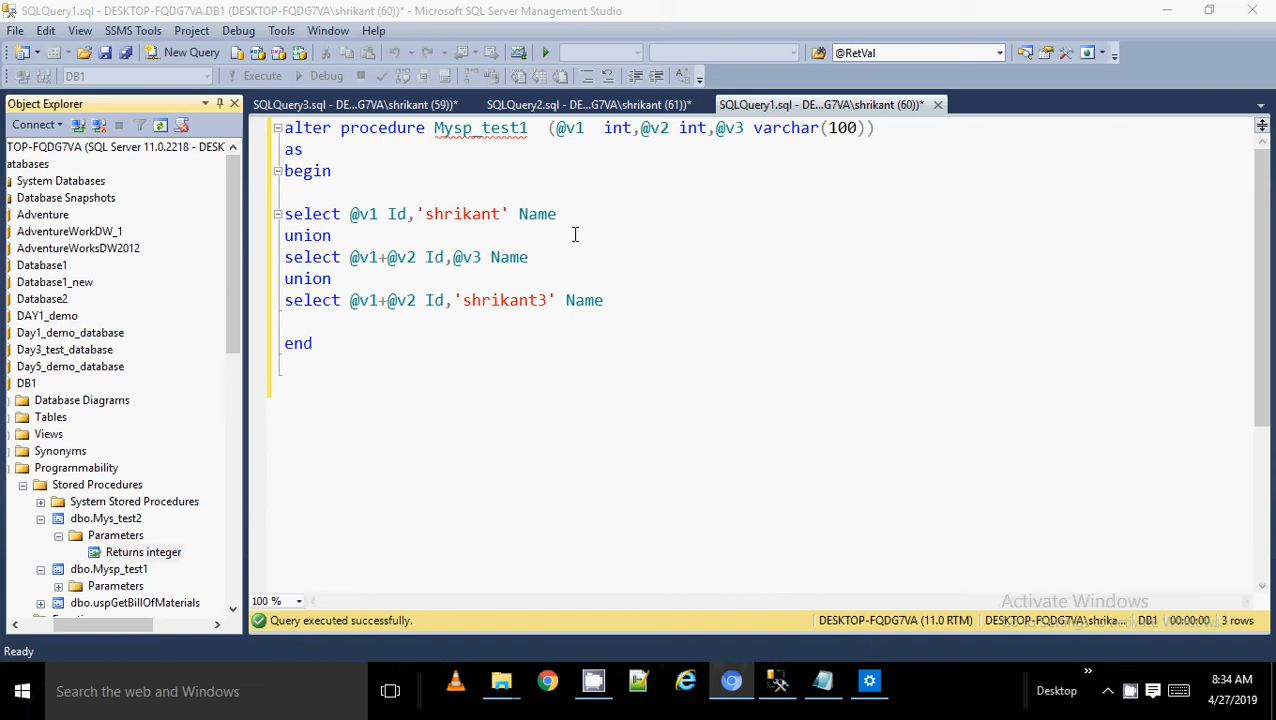 SQLQuery1.sql - DESKTOP-FQDG7VA.DB1 (DESKTOP-FQDG7VA\shrikant (60))* - Microsoft SQL Server Management Studio
File Edit View SSMS Tools Project Debug Tools Window Help
New Query @RetVal
DB1 Execute Debug
Object Explorer
SQLQuery3.sql - DE...G7VA\shrikant (59))* SQLQuery2.sql - DE...G7VA\shrikant (61))* SQLQuery1.sql - DE...G7VA\shrikant (60))*
Connect
TOP-FQDG7VA (SQL Server 11.0.2218 - DESK
atabases
System Databases
Database Snapshots
Adventure
AdventureWorkDW_1
AdventureWorksDW2012
Database1
Database1_new
Database2
DAY1_demo
Day1_demo_database
Day3_test_database
Day5_demo_database
DB1
Database Diagrams
Tables
Views
Synonyms
Programmability
Stored Procedures
System Stored Procedures
dbo.Mys_test2
Parameters
Returns integer
dbo.Mysp_test1
Parameters
dbo.uspGetBillOfMaterials
alter procedure Mysp_test1 (@v1 int,@v2 int,@v3 varchar(100))
as
begin
select @v1 Id,'shrikant' Name
union
select @v1+@v2 Id,@v3 Name
union
select @v1+@v2 Id,'shrikant3' Name
end
100 %
Activate Windows
Query executed successfully. DESKTOP-FQDG7VA (11.0 RTM) DESKTOP-FQDG7VA\shrika... DB1 00:00:00 3 rows
Ready
Search the web and Windows
Desktop
8:34 AM
4/27/2019